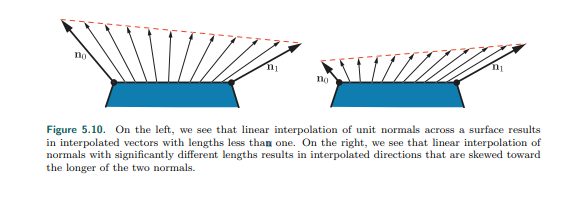 n0
n1
n0
n1
Figure 5.10. On the left, we see that linear interpolation of unit normals across a surface results
in interpolated vectors with lengths less than one. On the right, we see that linear interpolation of
normals with significantly different lengths results in interpolated directions that are skewed toward
the longer of the two normals.